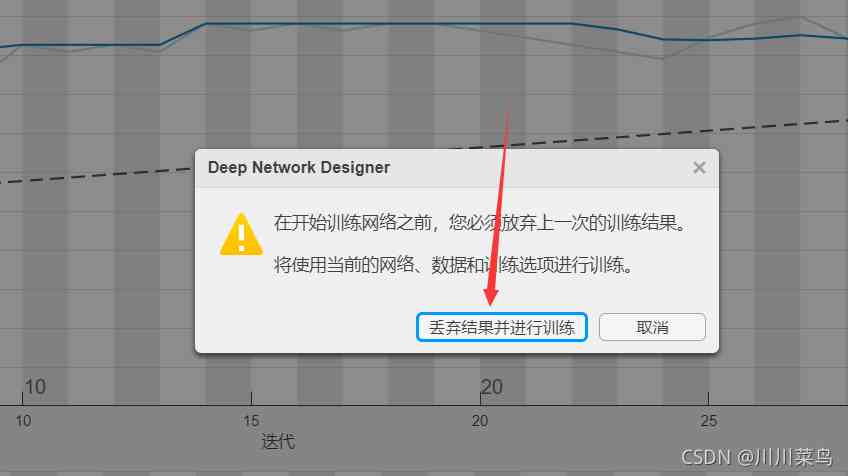 Deep Network Designer
在开始训练网络之前，您必须放弃上一次的训练结果。
将使用当前的网络、数据和训练选项进行训练。
丢弃结果并进行训练
取消
10
20
10
15
20
25
迭代
CSDN @川川菜鸟